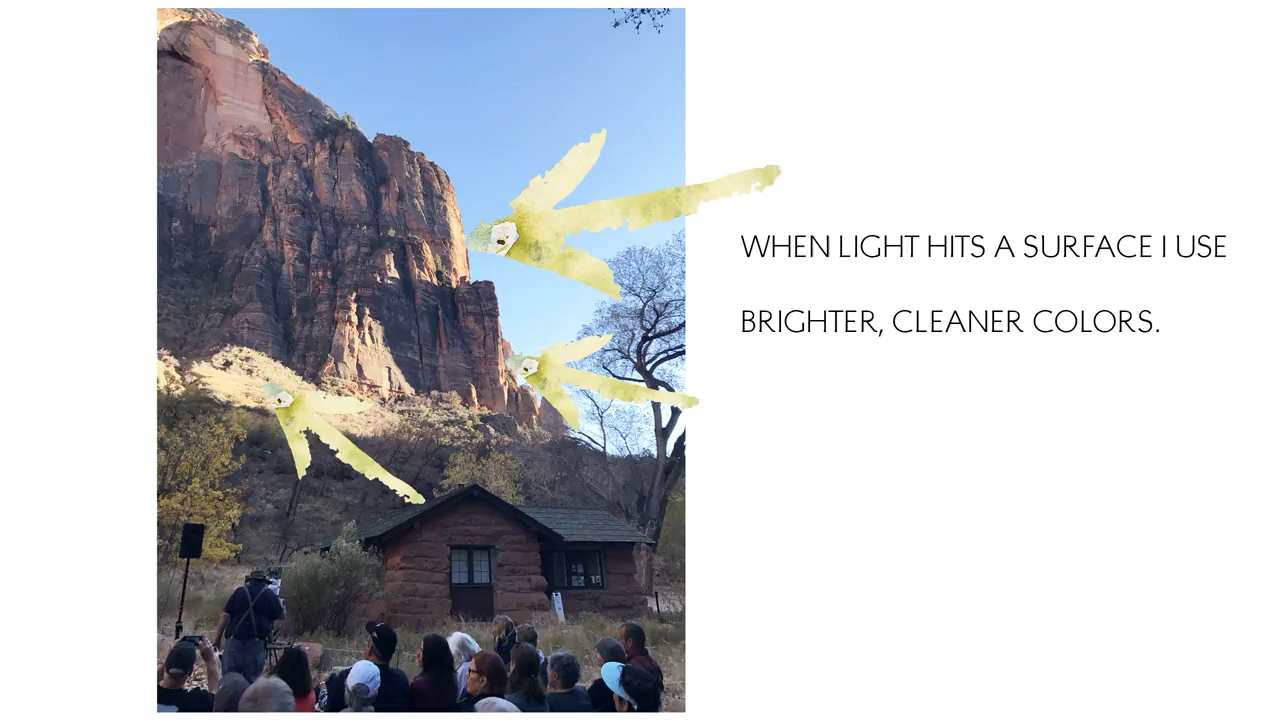 WHEN LIGHT HITS A SURFACE I USE
BRIGHTER, CLEANER COLORS.